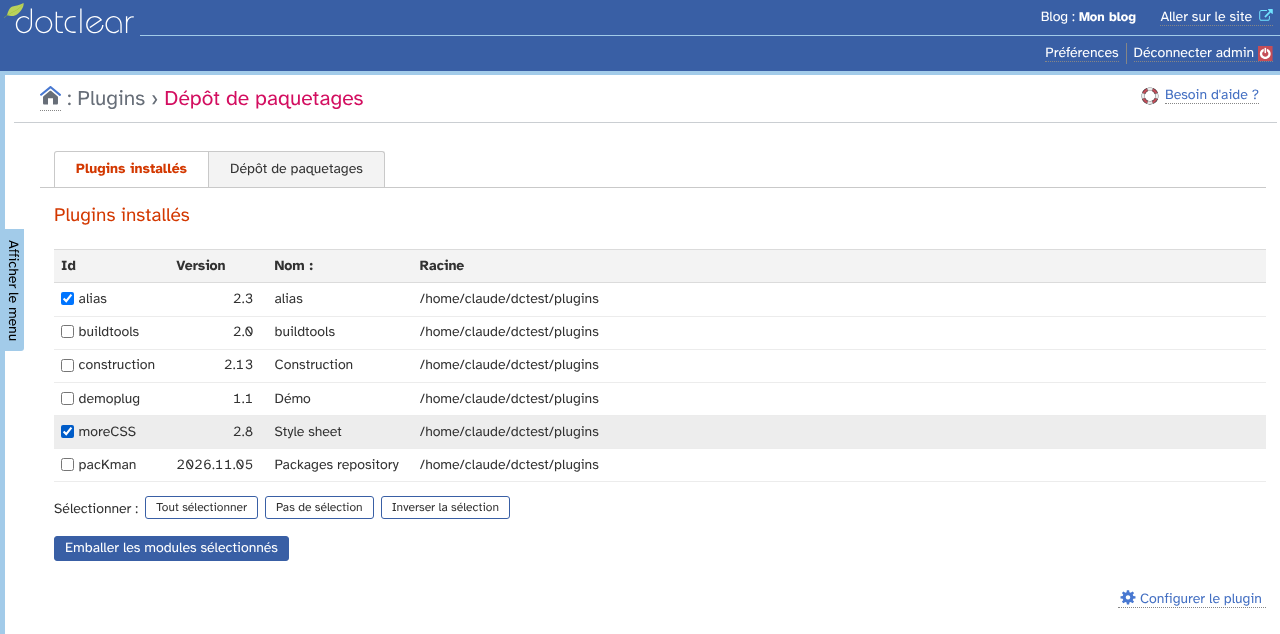 dotclear
Blog : Mon blog Aller sur le site
Préférences Déconnecter admin
: Plugins › Dépôt de paquetages
Besoin d'aide ?
Plugins installés Dépôt de paquetages
Plugins installés
Afficher le menu
Id Version Nom : Racine
alias 2.3 alias /home/claude/dctest/plugins
buildtools 2.0 buildtools /home/claude/dctest/plugins
construction 2.13 Construction /home/claude/dctest/plugins
demoplug 1.1 Démo /home/claude/dctest/plugins
moreCSS 2.8 Style sheet /home/claude/dctest/plugins
pacKman 2026.11.05 Packages repository /home/claude/dctest/plugins
Sélectionner : Tout sélectionner Pas de sélection Inverser la sélection
Emballer les modules sélectionnés
Configurer le plugin